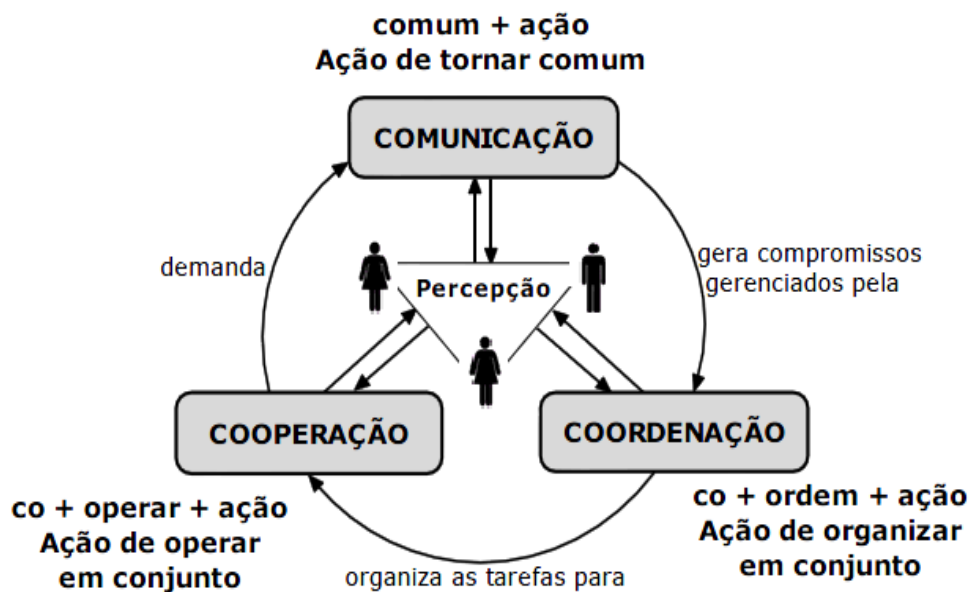 comum + ação
Ação de tornar comum
COMUNICAÇÃO
demanda
gera compromissos
gerenciados pela
Percepção
COOPERAÇÃO
COORDENAÇÃO
co + operar + ação
Ação de operar
em conjunto
co + ordem + ação
Ação de organizar
em conjunto
organiza as tarefas para